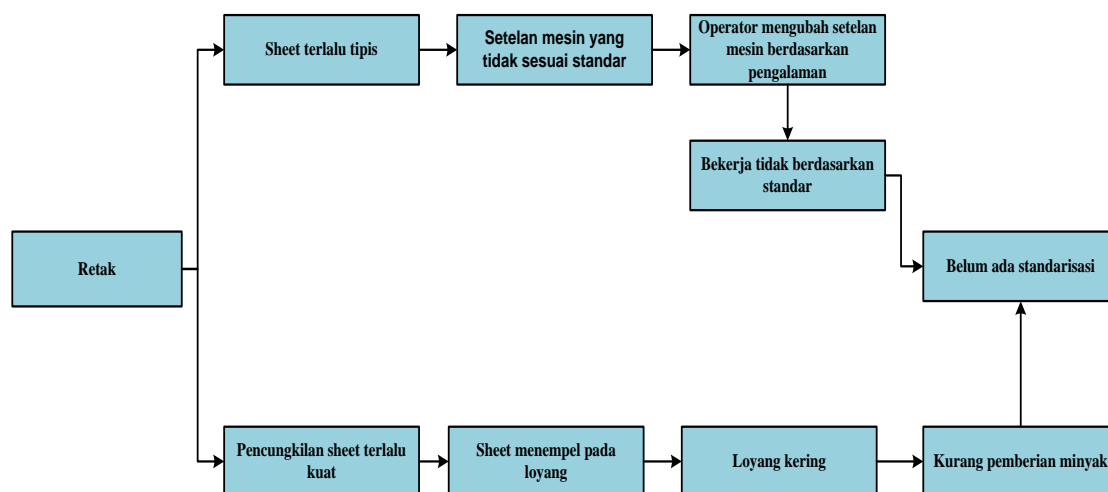 Sheet terlalu tipis
Setelan mesin yang
tidak sesuai standar
Operator mengubah setelan
mesin berdasarkan
pengalaman
Bekerja tidak berdasarkan
standar
Retak
Belum ada standarisasi
Pencungkilan sheet terlalu
kuat
Sheet menempel pada
loyang
Loyang kering
Kurang pemberian minyak